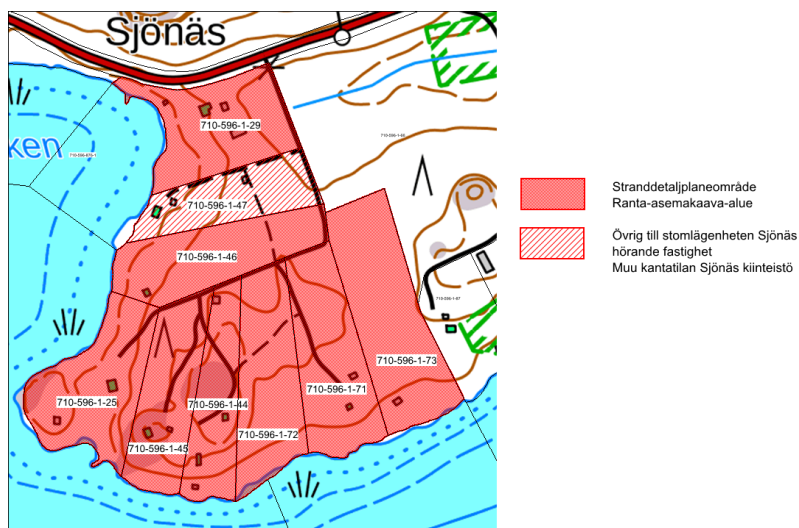 Sjönäs
710-596-1-29
ken
710-596-1-47
710-596-1-46
710-596-1-73
710-596-1-71
710-596-1-25
710-596-1-44
710-596-1-72
710-596-1-45
Stranddetaljplaneområde
Ranta-asemakaava-alue
Övrig till stomlägenheten Sjönäs
hörande fastighet
Muu kantatilan Sjönäs kiinteistö